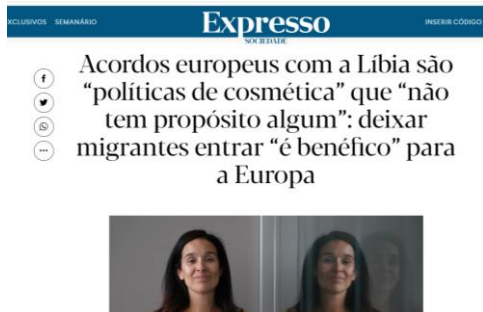 EXCLUSIVOS SEMANÁRIO Expresso INSERIR CÓDIGO
SOCIEDADE
Acordos europeus com a Líbia são
“políticas de cosmética” que “não
tem propósito algum”: deixar
migrantes entrar “é benéfico” para
a Europa